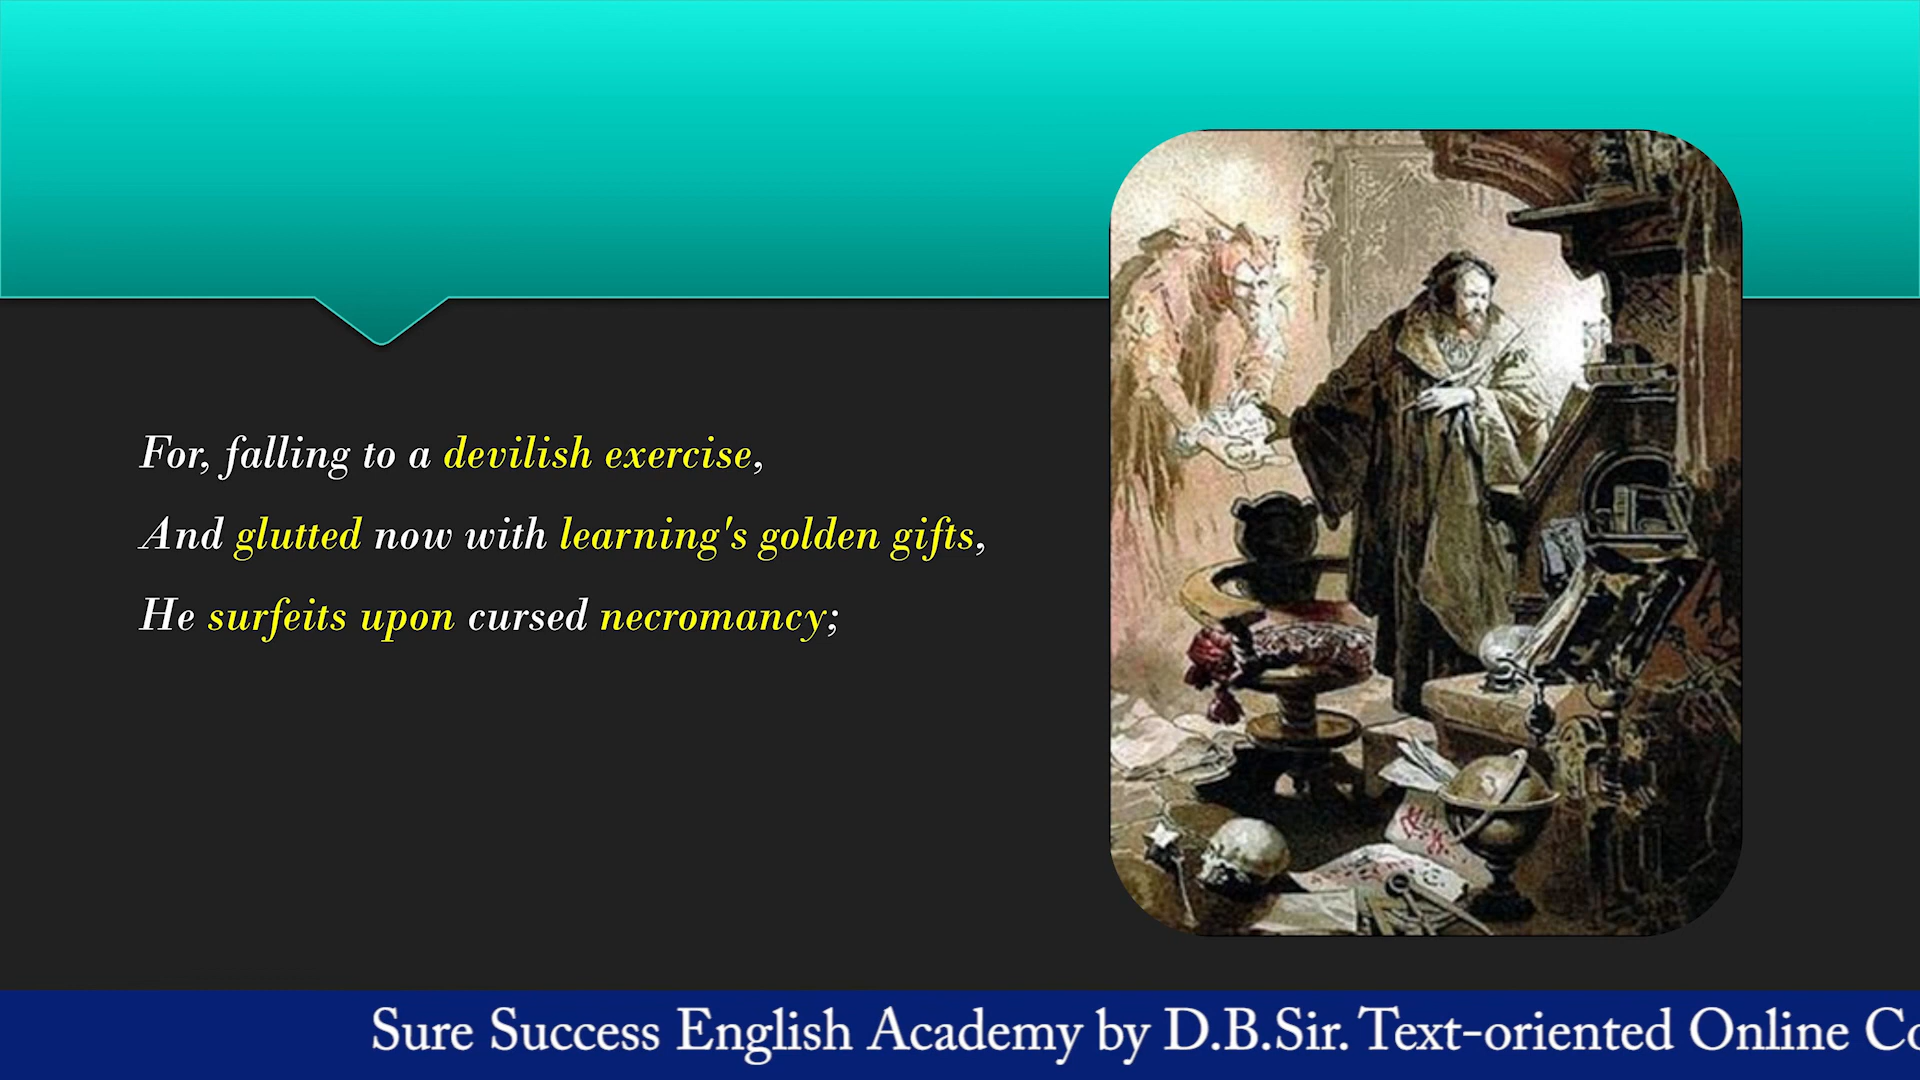 For, falling to a devilish exercise,
And glutted now with learning's golden gifts,
He surfeits upon cursed necromancy;
Sure Success English Academy by D.B.Sir. Text-oriented Online